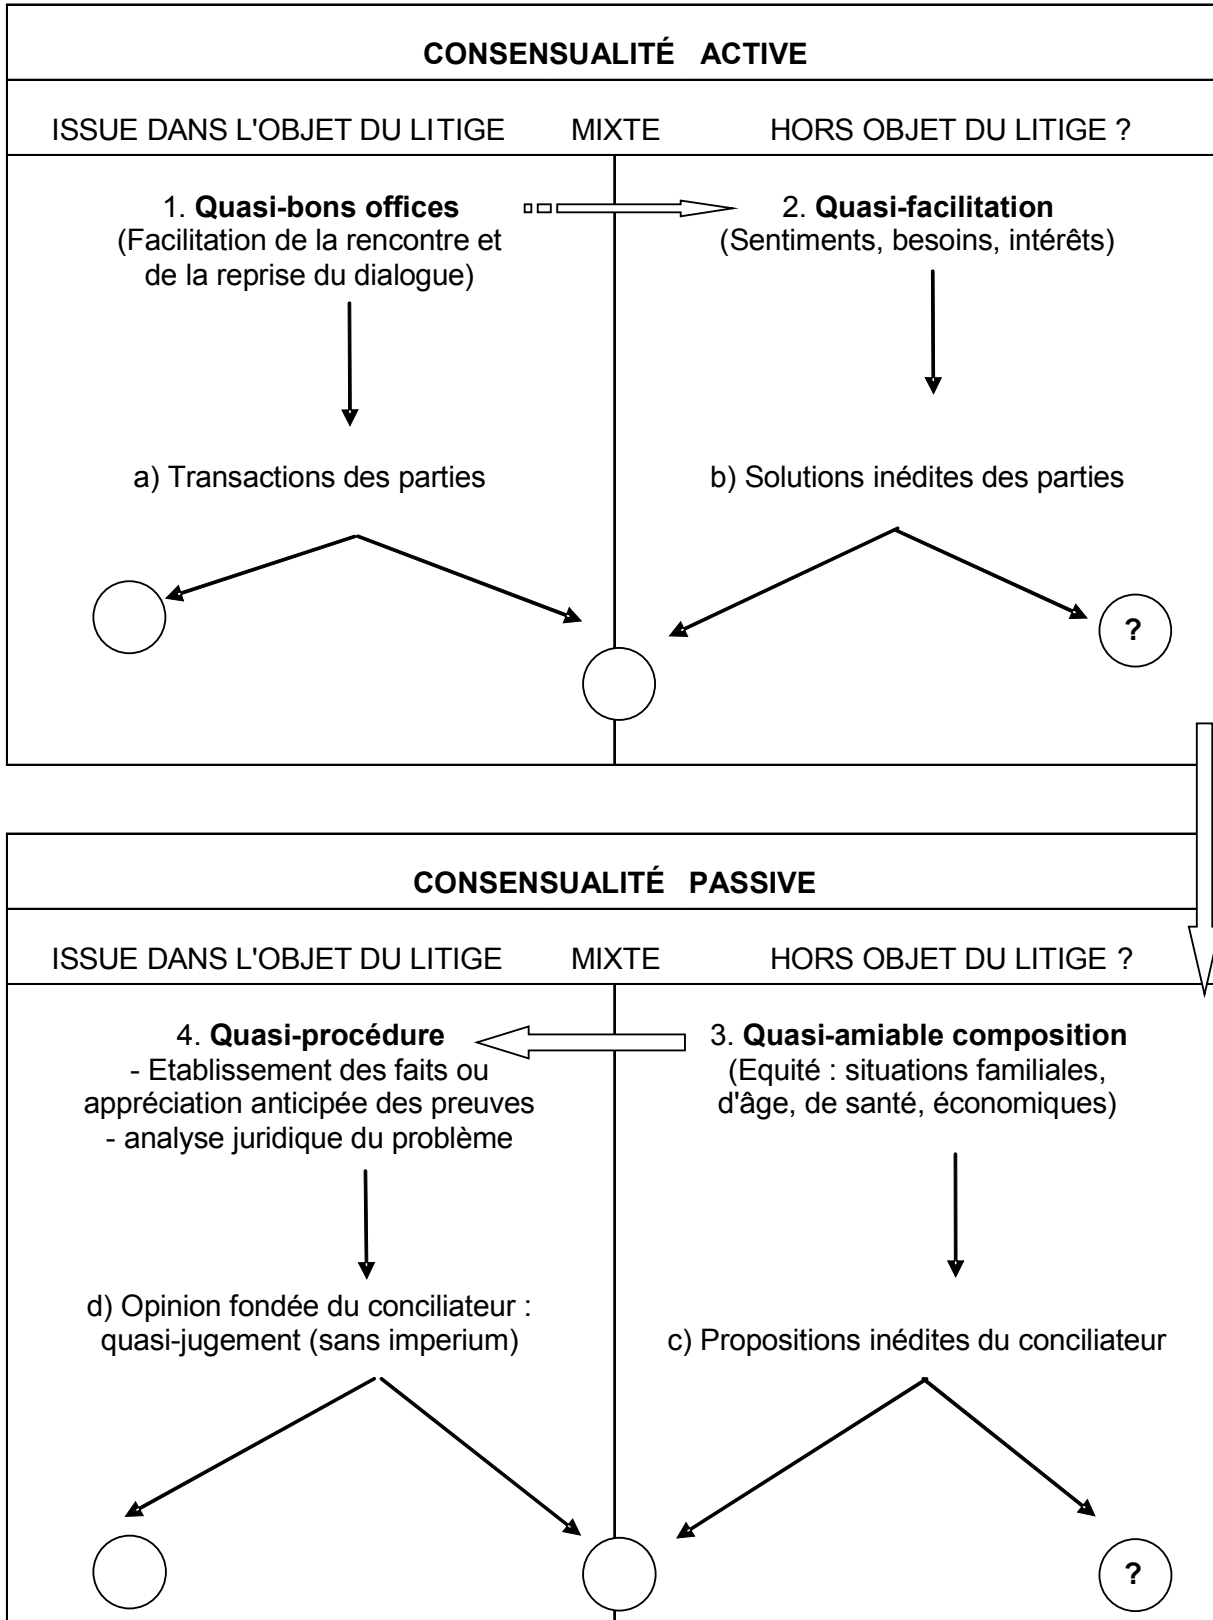 CONSENSUALITÉ ACTIVE
ISSUE DANS L'OBJET DU LITIGE MIXTE HORS OBJET DU LITIGE ?
1. Quasi-bons offices
(Facilitation de la rencontre et
de la reprise du dialogue)
2. Quasi-facilitation
(Sentiments, besoins, intérêts)
a) Transactions des parties
b) Solutions inédites des parties
?
CONSENSUALITÉ PASSIVE
ISSUE DANS L'OBJET DU LITIGE MIXTE HORS OBJET DU LITIGE ?
4. Quasi-procédure
- Etablissement des faits ou
appréciation anticipée des preuves
- analyse juridique du problème
3. Quasi-amiable composition
(Equité : situations familiales,
d'âge, de santé, économiques)
d) Opinion fondée du conciliateur :
quasi-jugement (sans imperium)
c) Propositions inédites du conciliateur
?